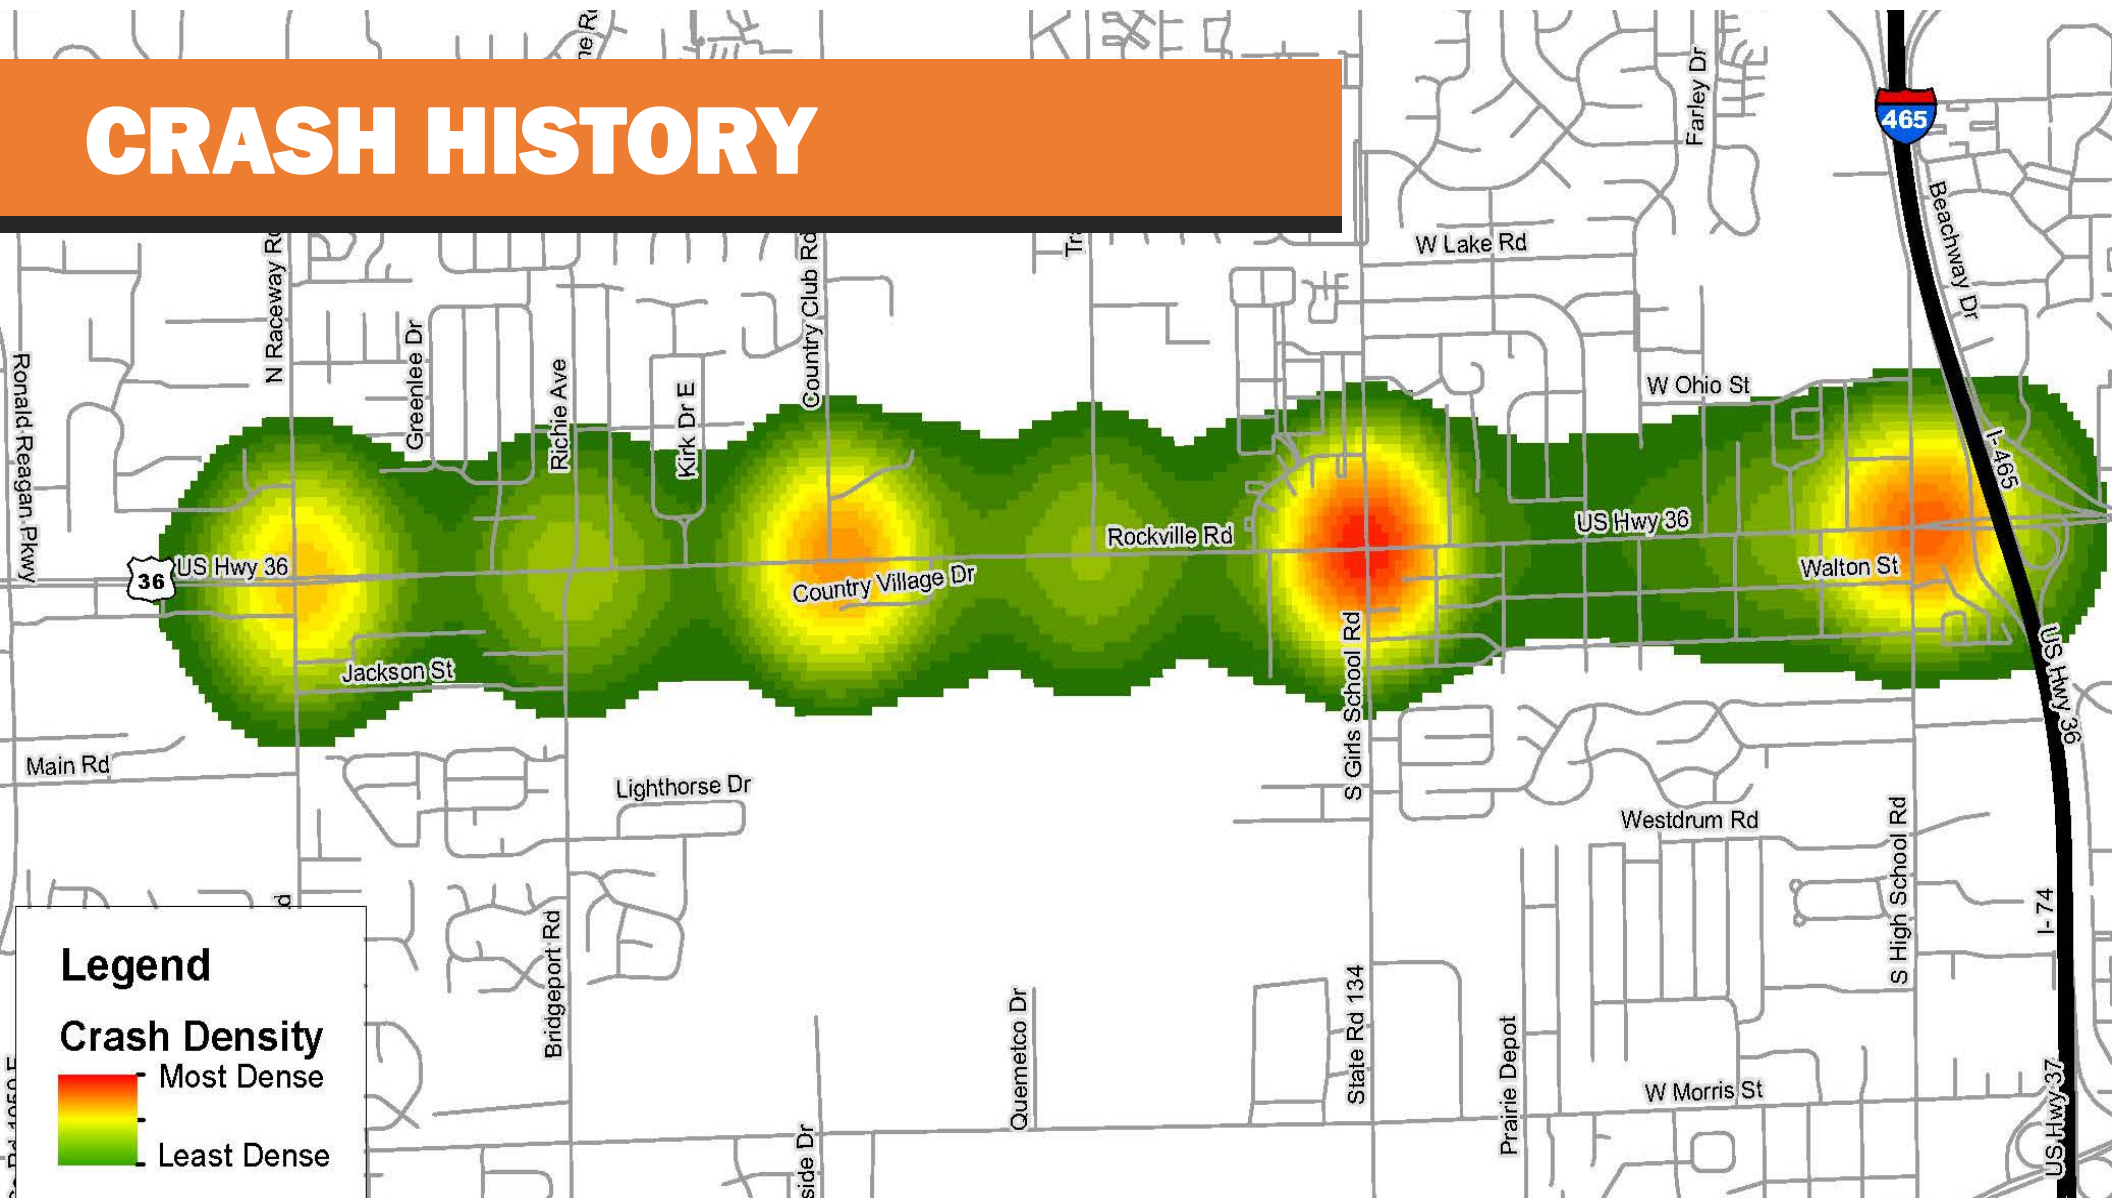 CRASH HISTORY
Farley Dr
465
Beachway Dr
W Lake Rd
N Raceway
Country Club Rd
Greenlee Dr
Richie Ave
Kirk Dr E
Ronald Reagan Pkwy
W Ohio St
I-465
US Hwy 36
36
Rockville Rd
US Hwy 36
Country Village Dr
Walton St
Jackson St
S Girls School Rd
US Hwy 36
Main Rd
Lighthorse Dr
Westdrum Rd
S High School Rd
I-74
Bridgeport Rd
Quemetco Dr
State Rd 134
Prairie Depot
W Morris St
US Hwy 37
Legend
Crash Density
Most Dense
Least Dense